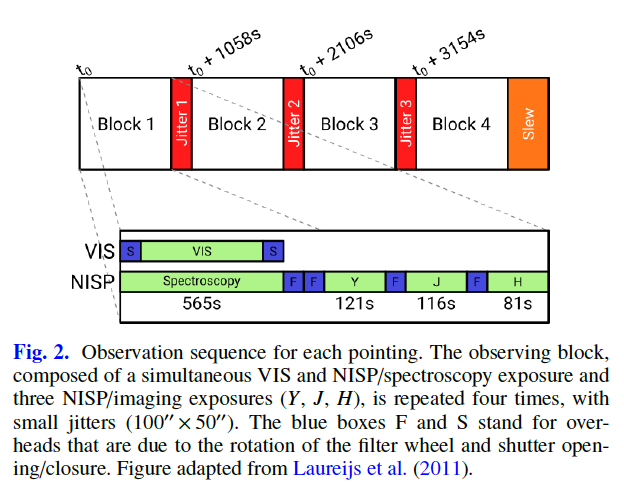 t0
t0 + 1058s
t0 + 2106s
t0 + 3154s
Block 1
Jitter 1
Block 2
Jitter 2
Block 3
Jitter 3
Block 4
Slew
VIS S VIS S
NISP Spectroscopy F F Y F J F H
565s 121s 116s 81s
Fig. 2. Observation sequence for each pointing. The observing block,
composed of a simultaneous VIS and NISP/spectroscopy exposure and
three NISP/imaging exposures (Y, J, H), is repeated four times, with
small jitters (100″ × 50″). The blue boxes F and S stand for over-
heads that are due to the rotation of the filter wheel and shutter open-
ing/closure. Figure adapted from Laureijs et al. (2011).